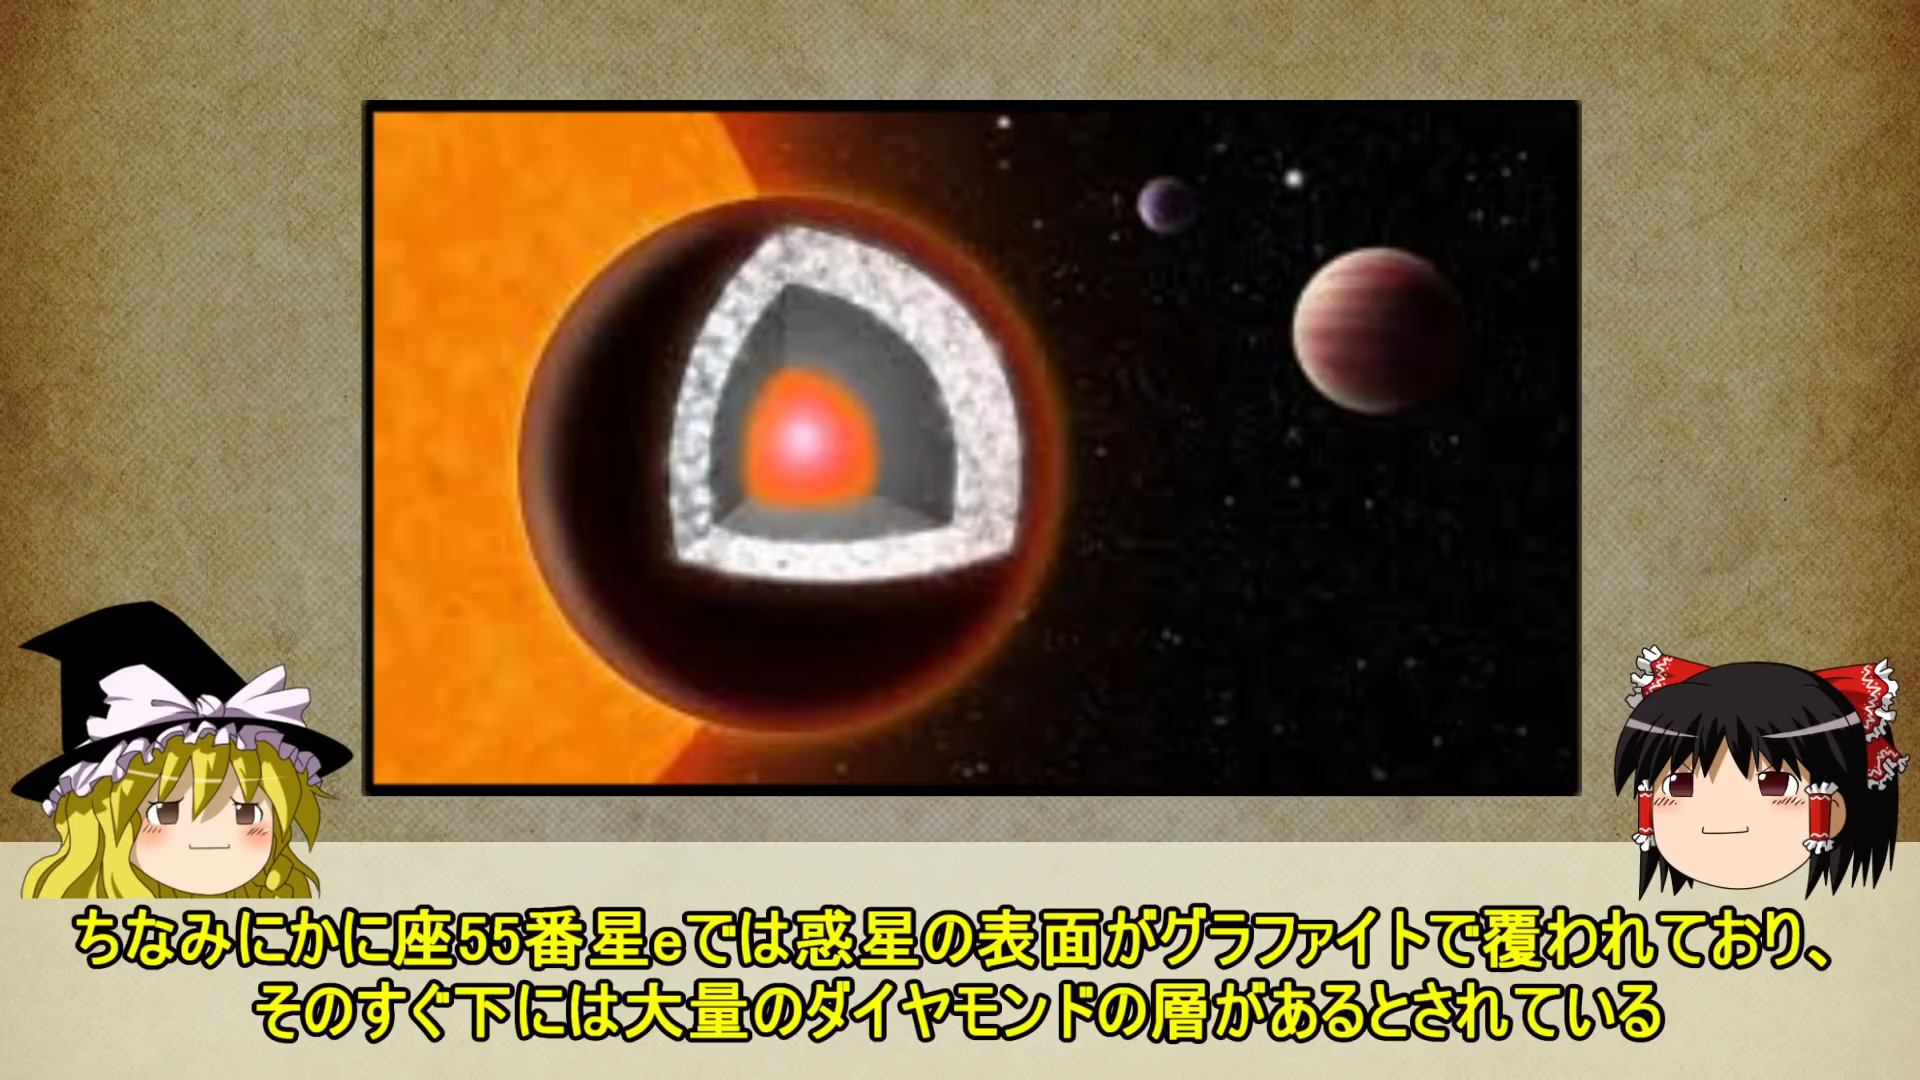 ちなみにかに座55番星eでは惑星の表面がグラファイトで覆われており、
そのすぐ下には大量のダイヤモンドの層があるとされている